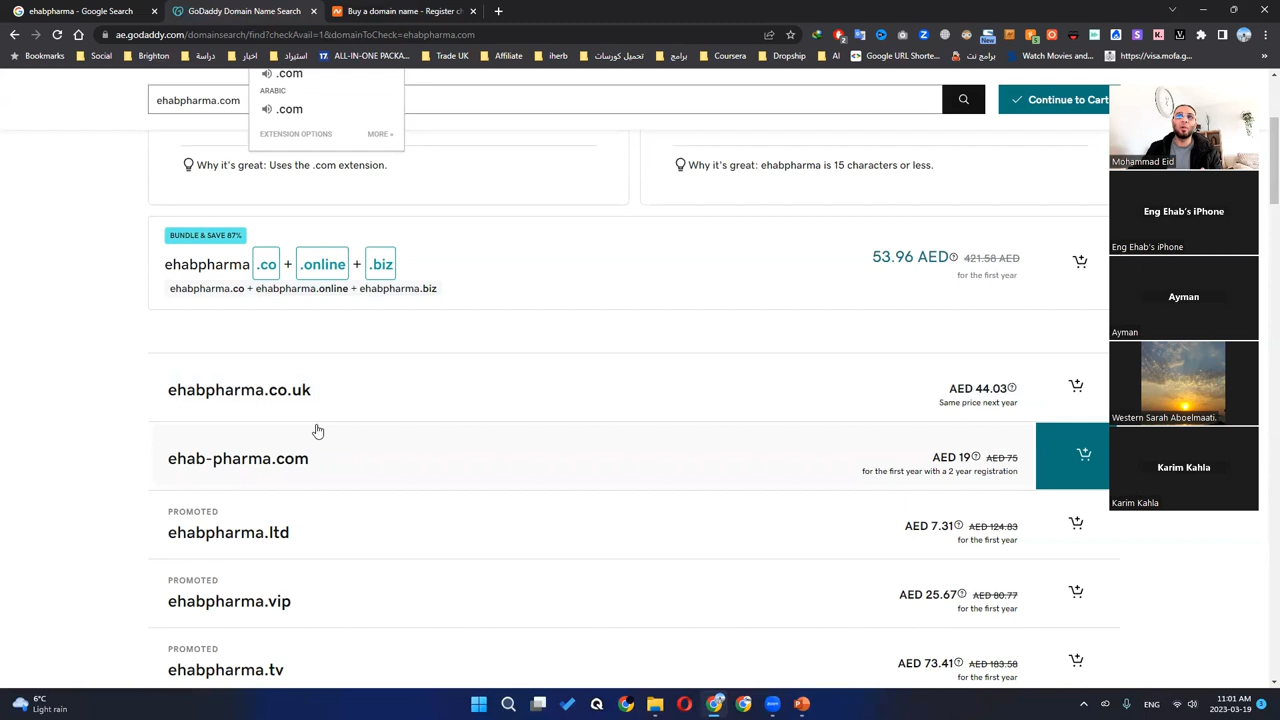 ehabpharma - Google Search
GoDaddy Domain Name Search
Buy a domain name - Register ch
ae.godaddy.com/domainsearch/find?checkAvail=1&domainToCheck=ehabpharma.com
Bookmarks
Social
Brighton
استيراد
دراسة
17 ALL-IN-ONE PACKA...
Trade UK
Affiliate
iherb
برامج
تحميل كورسات
Dropship
AI
برامج نت
Watch Movies and...
https://visa.mofa.g...
.com
ARABIC
.com
EXTENSION OPTIONS
MORE »
ehabpharma.com
Continue to Cart
Why it's great: Uses the .com extension.
Why it's great: ehabpharma is 15 characters or less.
BUNDLE & SAVE 87%
ehabpharma .co + .online + .biz
ehabpharma.co + ehabpharma.online + ehabpharma.biz
53.96 AED 421.58 AED
for the first year
ehabpharma.co.uk
AED 44.03
Same price next year
ehab-pharma.com
AED 19 AED 75
for the first year with a 2 year registration
PROMOTED
ehabpharma.ltd
AED 7.31 AED 124.83
for the first year
PROMOTED
ehabpharma.vip
AED 25.67 AED 80.77
for the first year
PROMOTED
ehabpharma.tv
AED 73.41 AED 183.58
for the first year
Mohammad Eid
Eng Ehab's iPhone
Eng Ehab's iPhone
Ayman
Ayman
Western Sarah Aboelmaati.
Karim Kahla
Karim Kahla
6°C
Light rain
ENG
11:01 AM
2023-03-19